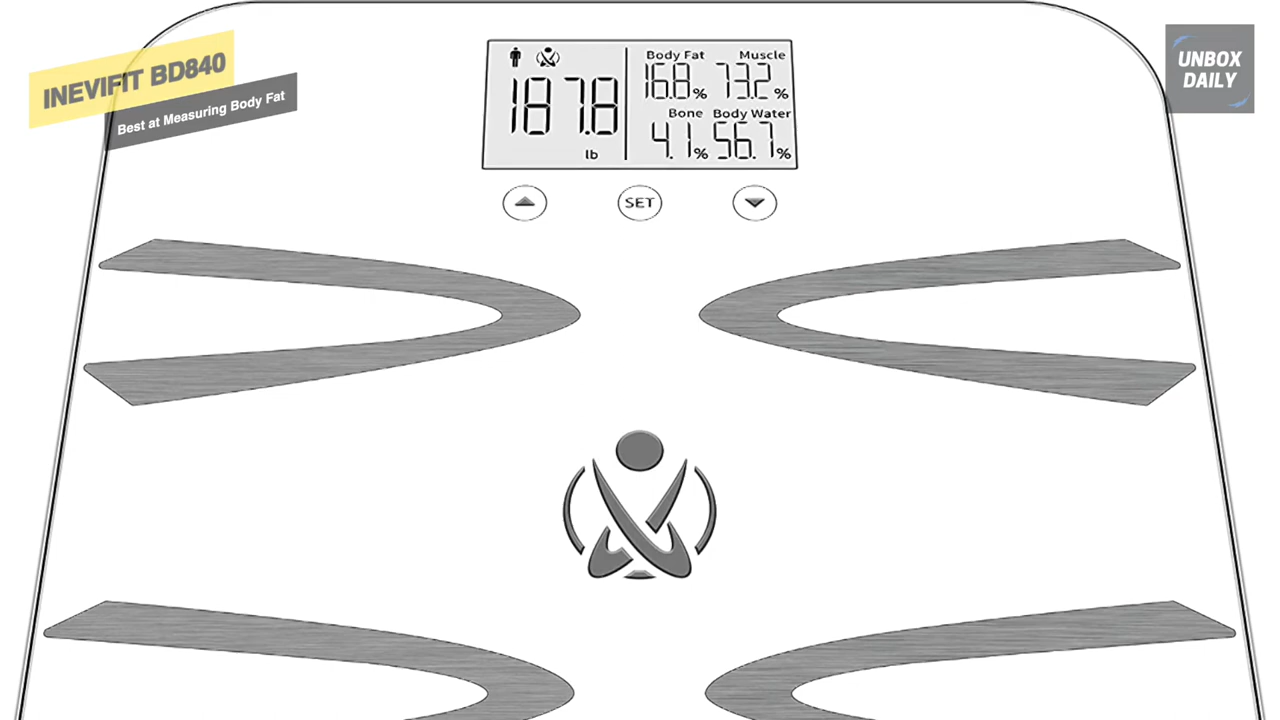 INEVIFIT BD840
Best at Measuring Body Fat
UNBOX
DAILY
187.8
lb
Body Fat Muscle
16.8% 73.2%
Bone Body Water
4.1% 56.7%
SET